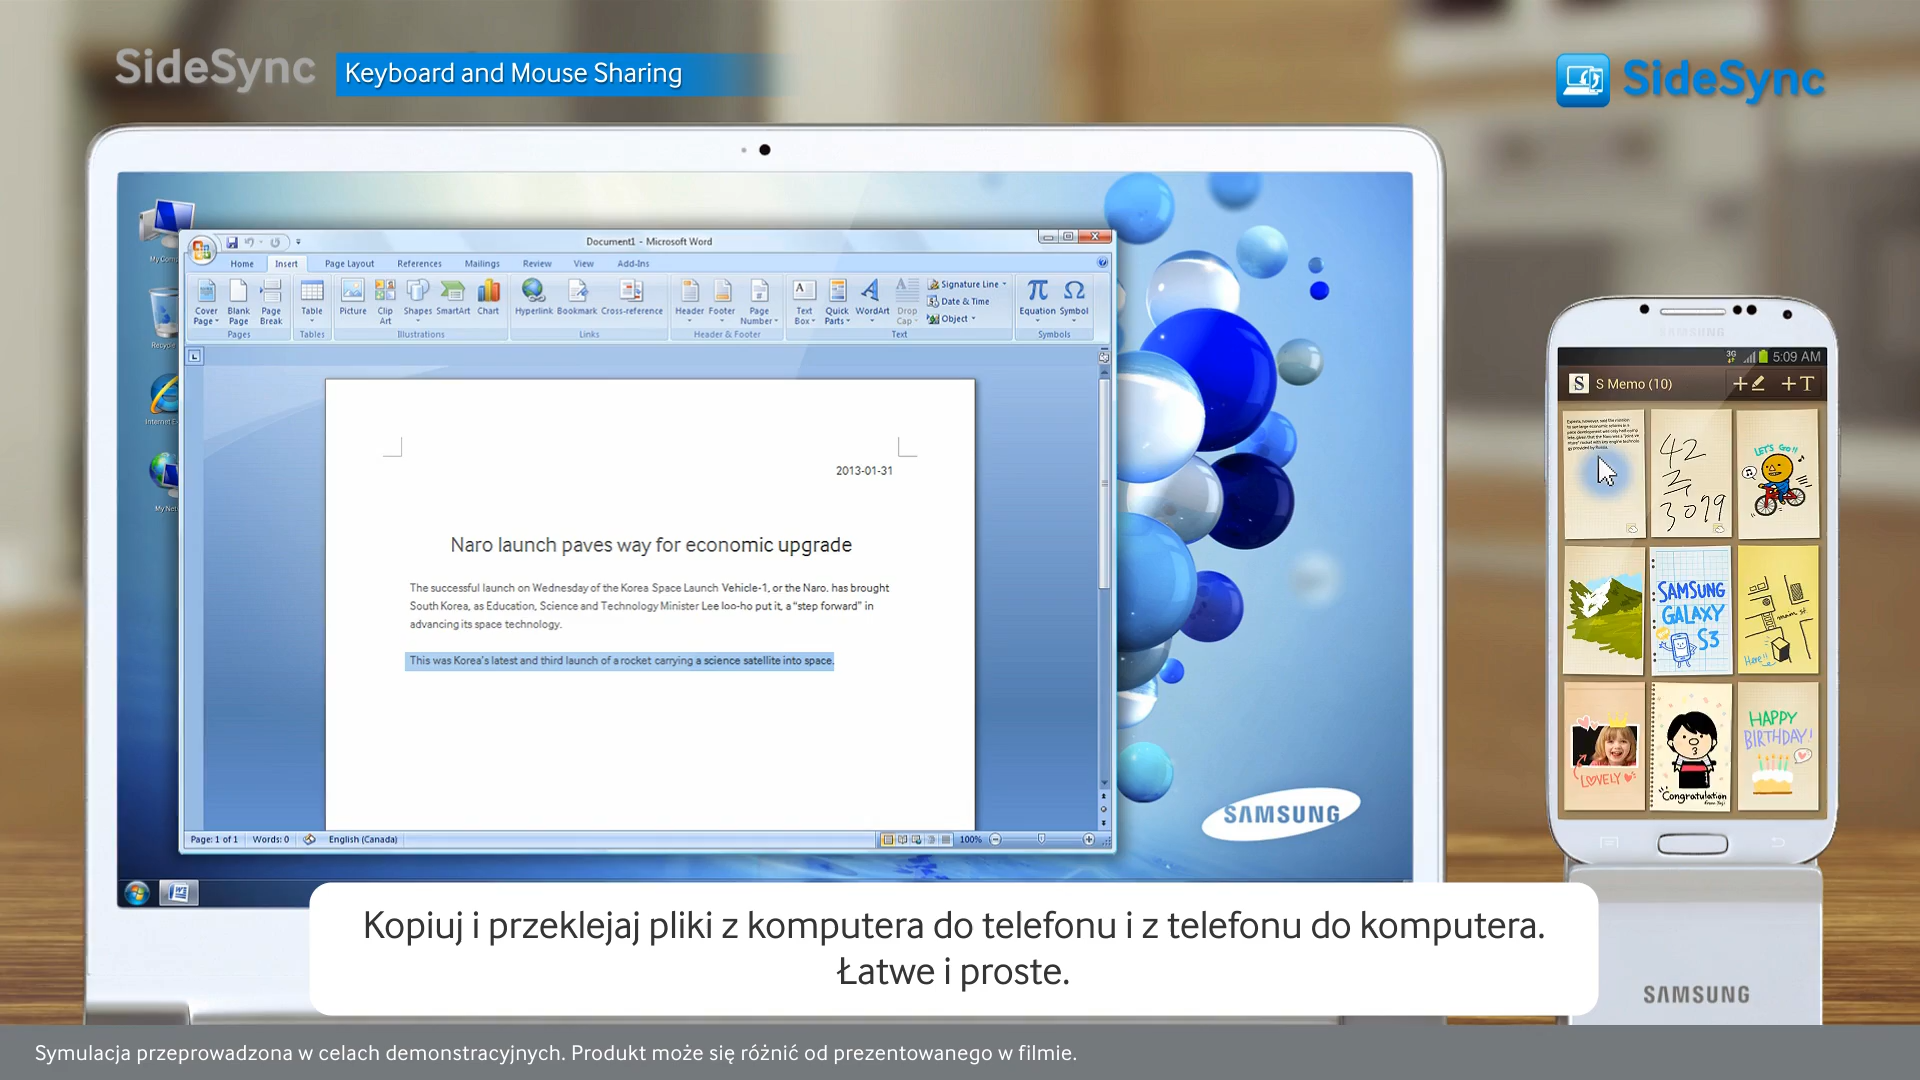 SideSync
Keyboard and Mouse Sharing
SideSync
Document1 - Microsoft Word
Home Insert Page Layout References Mailings Review View Add-Ins
Cover Page
Blank Page
Page Break
Table
Picture
Clip Art
Shapes
SmartArt
Chart
Hyperlink
Bookmark
Cross-reference
Header
Footer
Page Number
Text Box
Quick Parts
WordArt
Drop Cap
Signature Line
Date & Time
Object
Equation
Symbol
Pages Tables Illustrations Links Header & Footer Text Symbols
2013-01-31
Naro launch paves way for economic upgrade
The successful launch on Wednesday of the Korea Space Launch Vehicle-1, or the Naro. has brought
South Korea, as Education, Science and Technology Minister Lee loo-ho put it, a "step forward" in
advancing its space technology.
This was Korea's latest and third launch of a rocket carrying a science satellite into space.
Page: 1 of 1 Words: 0 English (Canada) 100%
SAMSUNG
SAMSUNG
3G 5:09 AM
S S Memo (10) + +T
42
3079
LET'S GO!!
SAMSUNG
GALAXY
S3
main st
Here!!
LOVELY
Congratulation
HAPPY
BIRTHDAY!
SAMSUNG
Kopiuj i przeklejaj pliki z komputera do telefonu i z telefonu do komputera.
Łatwe i proste.
Symulacja przeprowadzona w celach demonstracyjnych. Produkt może się różnić od prezentowanego w filmie.